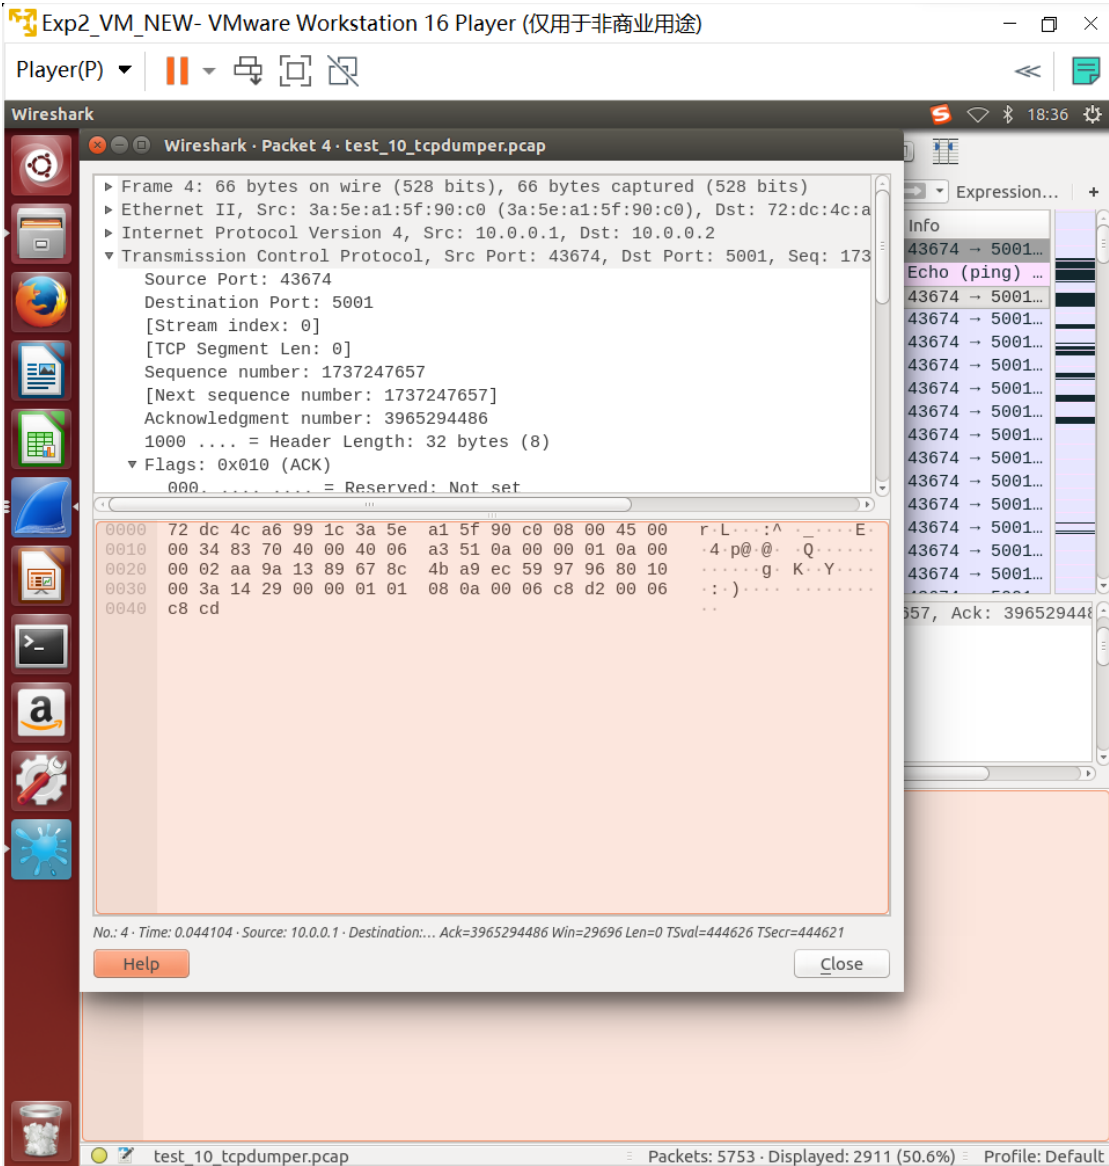 Exp2_VM_NEW- VMware Workstation 16 Player (仅用于非商业用途)
Player(P)
Wireshark
18:36
Wireshark · Packet 4 · test_10_tcpdumper.pcap
Expression... +
Frame 4: 66 bytes on wire (528 bits), 66 bytes captured (528 bits)
Ethernet II, Src: 3a:5e:a1:5f:90:c0 (3a:5e:a1:5f:90:c0), Dst: 72:dc:4c:a
Internet Protocol Version 4, Src: 10.0.0.1, Dst: 10.0.0.2
Transmission Control Protocol, Src Port: 43674, Dst Port: 5001, Seq: 173
Source Port: 43674
Destination Port: 5001
[Stream index: 0]
[TCP Segment Len: 0]
Sequence number: 1737247657
[Next sequence number: 1737247657]
Acknowledgment number: 3965294486
1000 .... = Header Length: 32 bytes (8)
Flags: 0x010 (ACK)
000. .... .... = Reserved: Not set
Info
43674 → 5001…
Echo (ping) …
43674 → 5001…
43674 → 5001…
43674 → 5001…
43674 → 5001…
43674 → 5001…
43674 → 5001…
43674 → 5001…
43674 → 5001…
43674 → 5001…
43674 → 5001…
43674 → 5001…
43674 → 5001…
43674 → 5001…
0000 72 dc 4c a6 99 1c 3a 5e a1 5f 90 c0 08 00 45 00 r·L···:^ ·_····E·
0010 00 34 83 70 40 00 40 06 a3 51 0a 00 00 01 0a 00 ·4·p@·@· ·Q······
0020 00 02 aa 9a 13 89 67 8c 4b a9 ec 59 97 96 80 10 ······g· K··Y····
0030 00 3a 14 29 00 00 01 01 08 0a 00 06 c8 d2 00 06 ·:·)···· ········
0040 c8 cd ··
657, Ack: 396529448
No.: 4 · Time: 0.044104 · Source: 10.0.0.1 · Destination:… Ack=3965294486 Win=29696 Len=0 TSval=444626 TSecr=444621
Help
Close
test_10_tcpdumper.pcap
Packets: 5753 · Displayed: 2911 (50.6%)
Profile: Default